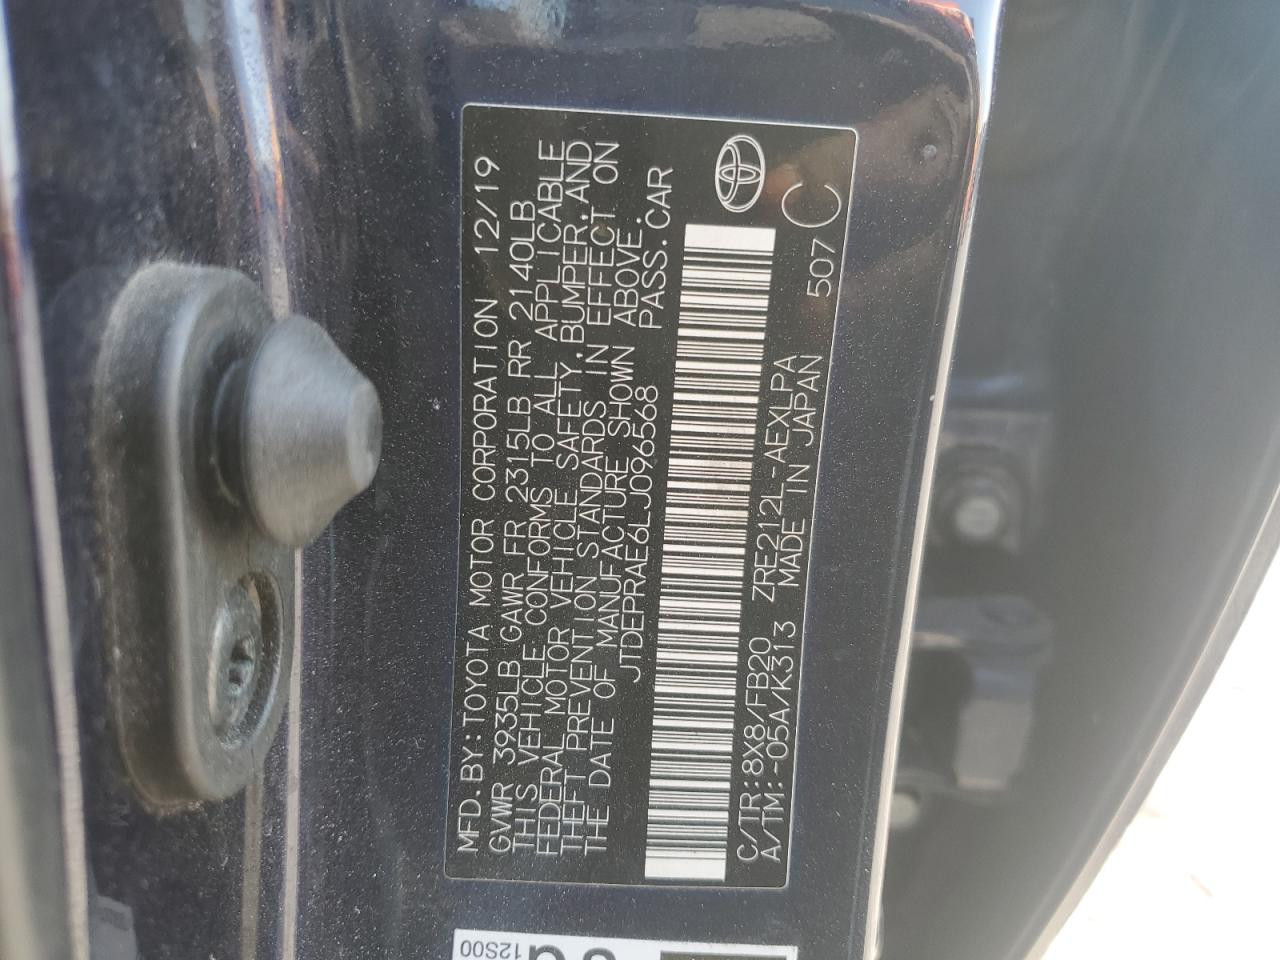 MFD.BY:TOYOTA MOTOR CORPORATION 12/19
GVWR 3935LB GAWR FR 2315LB RR 2140LB
THIS VEHICLE CONFORMS TO ALL APPLICABLE
FEDERAL MOTOR VEHICLE SAFETY, BUMPER, AND
THEFT PREVENTION STANDARDS IN EFFECT ON
THE DATE OF MANUFACTURE SHOWN ABOVE.
JTDEPRAE6LJ096568 PASS.CAR
C/TR:8X8/FB20 ZRE212L-AEXLPA 507 C
A/TM:-05A/K313 MADE IN JAPAN
12S00